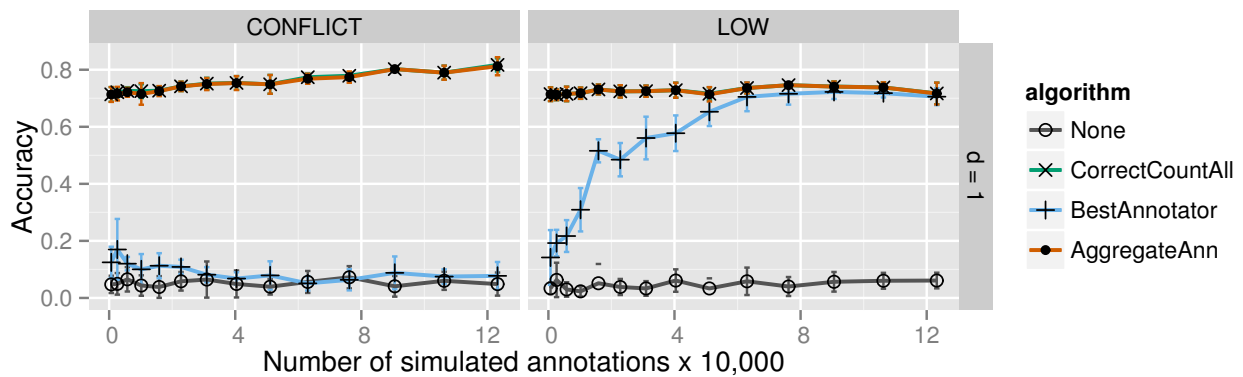 CONFLICT
LOW
Accuracy
0.8
0.6
0.4
0.2
0.0
d = 1
0 4 8 12
0 4 8 12
Number of simulated annotations x 10,000
algorithm
None
CorrectCountAll
BestAnnotator
AggregateAnn